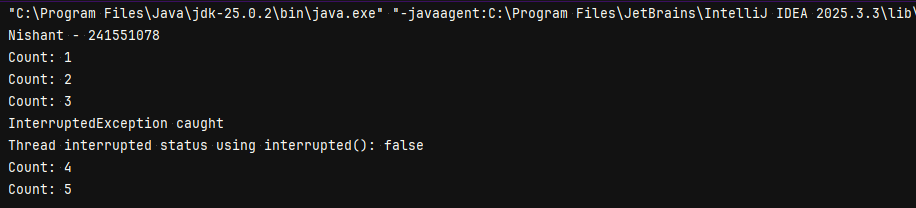 "C:\Program Files\Java\jdk-25.0.2\bin\java.exe" "-javaagent:C:\Program Files\JetBrains\IntelliJ IDEA 2025.3.3\lib\
Nishant - 241551078
Count: 1
Count: 2
Count: 3
InterruptedException caught
Thread interrupted status using interrupted(): false
Count: 4
Count: 5